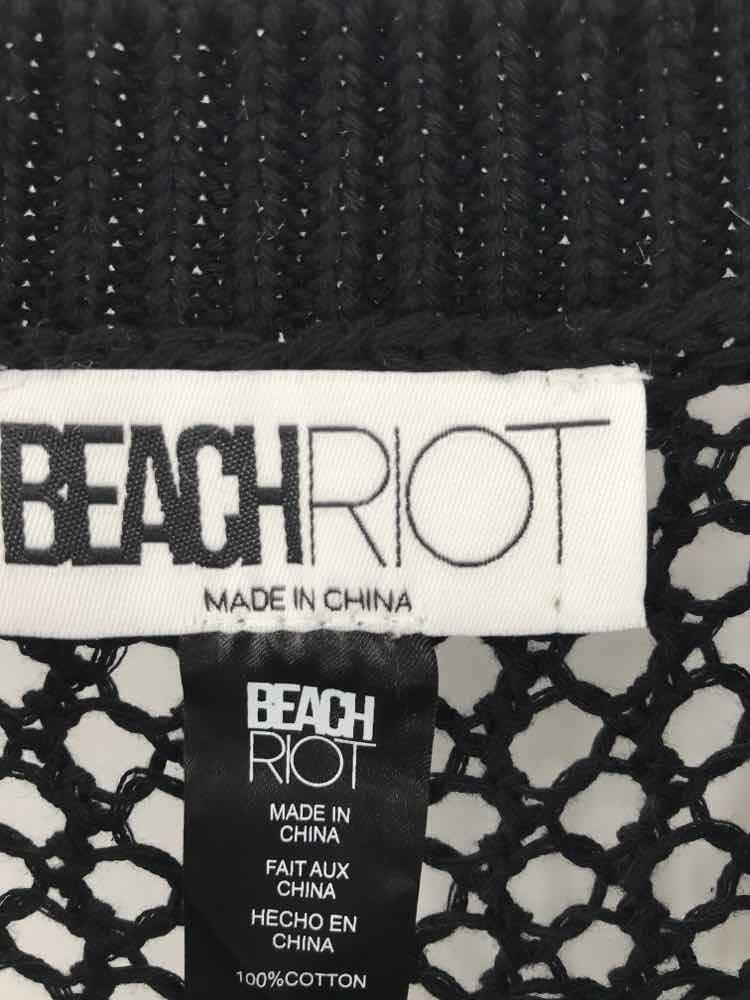 BEACHRIOT
MADE IN CHINA
BEACH
RIOT
MADE IN
CHINA
FAIT AUX
CHINA
HECHO EN
CHINA
100%COTTON